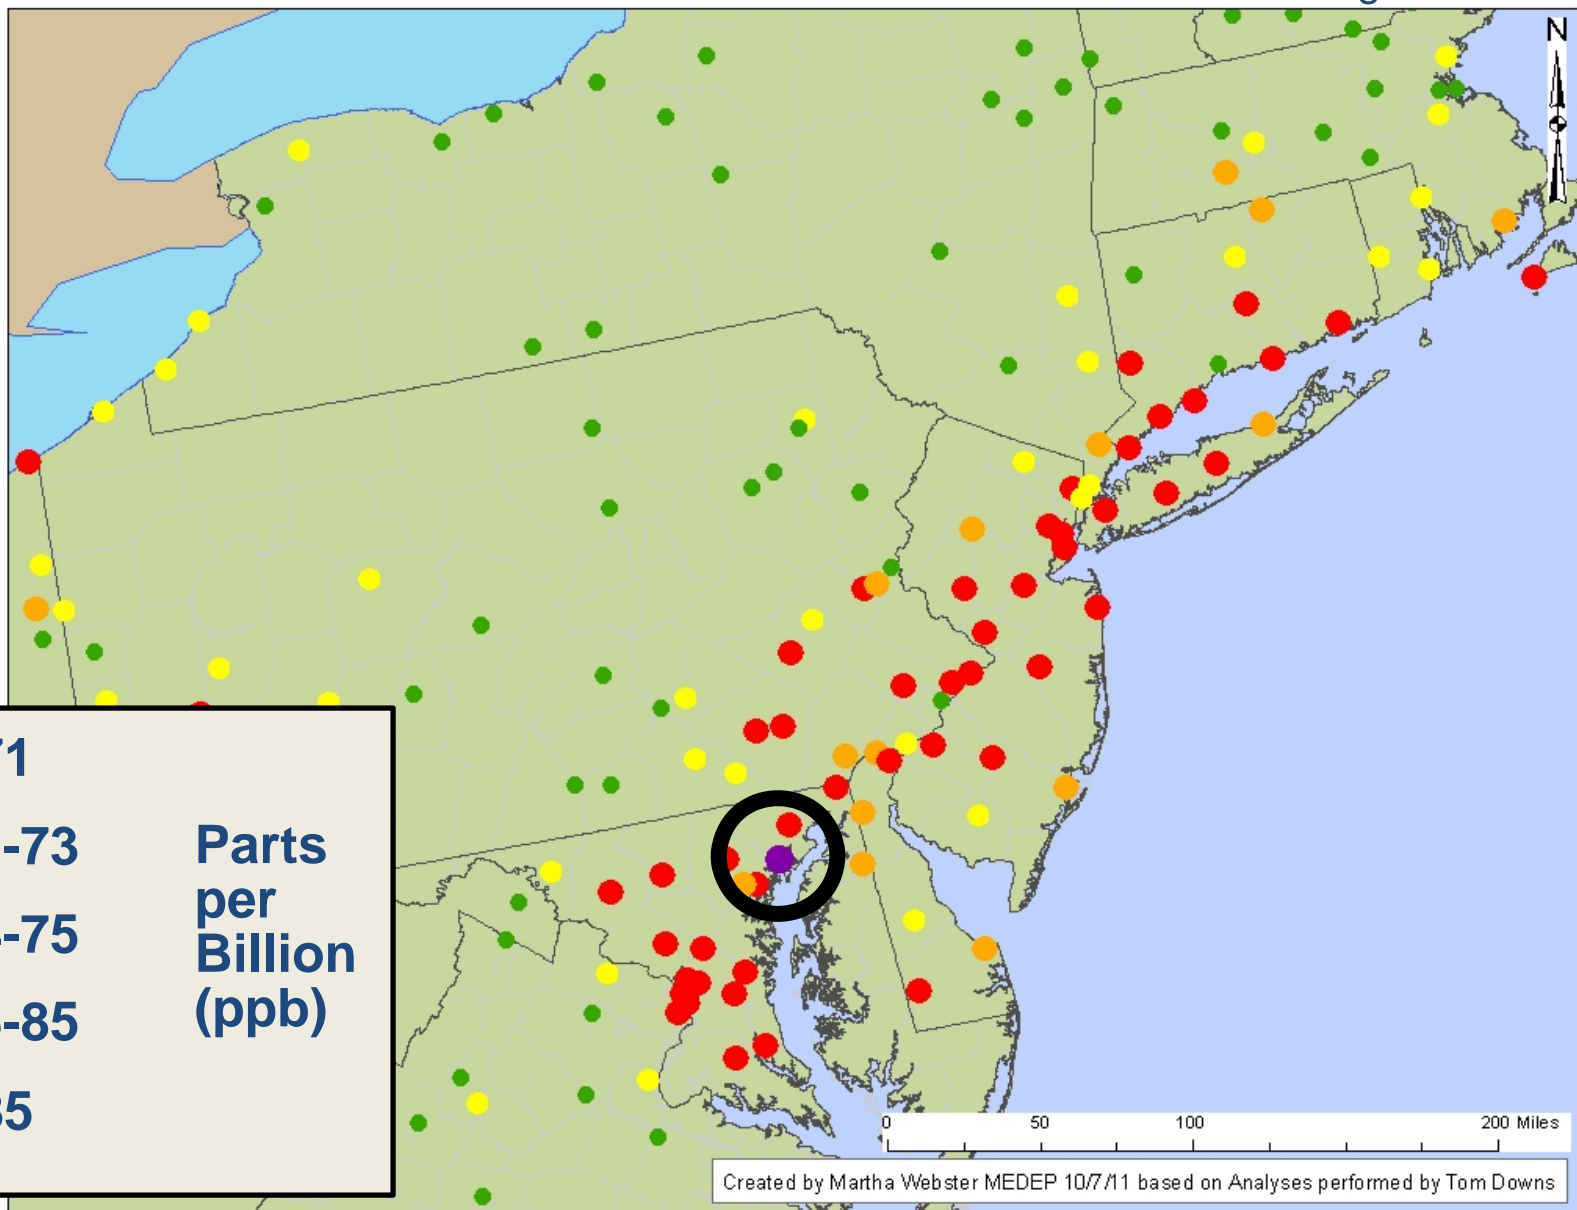 N
71
-73
-75
-85
85
Parts
per
Billion
(ppb)
0 50 100 200 Miles
Created by Martha Webster MEDEP 10/7/11 based on Analyses performed by Tom Downs